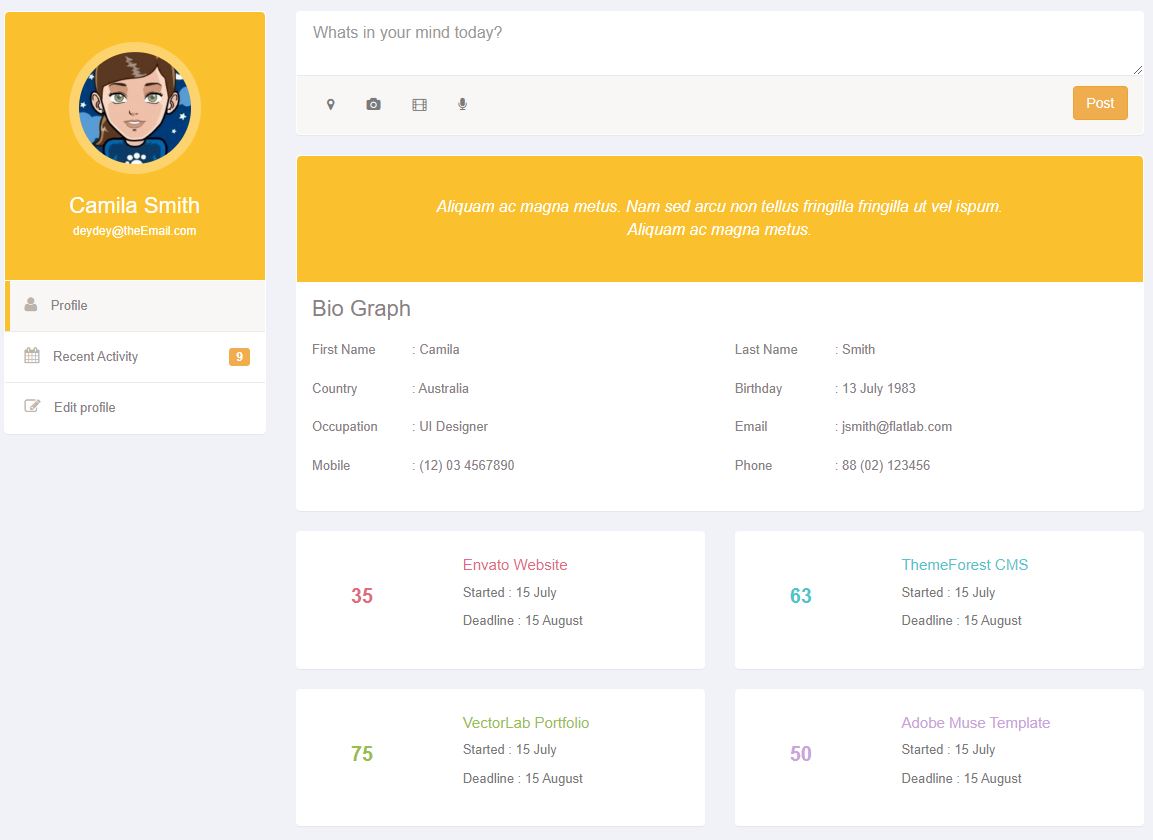 Camila Smith
deydey@theEmail.com
Profile
Recent Activity 9
Edit profile
Whats in your mind today?
Post
Aliquam ac magna metus. Nam sed arcu non tellus fringilla fringilla ut vel ispum.
Aliquam ac magna metus.
Bio Graph
First Name : Camila Last Name : Smith
Country : Australia Birthday : 13 July 1983
Occupation : UI Designer Email : jsmith@flatlab.com
Mobile : (12) 03 4567890 Phone : 88 (02) 123456
35
Envato Website
Started : 15 July
Deadline : 15 August
63
ThemeForest CMS
Started : 15 July
Deadline : 15 August
75
VectorLab Portfolio
Started : 15 July
Deadline : 15 August
50
Adobe Muse Template
Started : 15 July
Deadline : 15 August